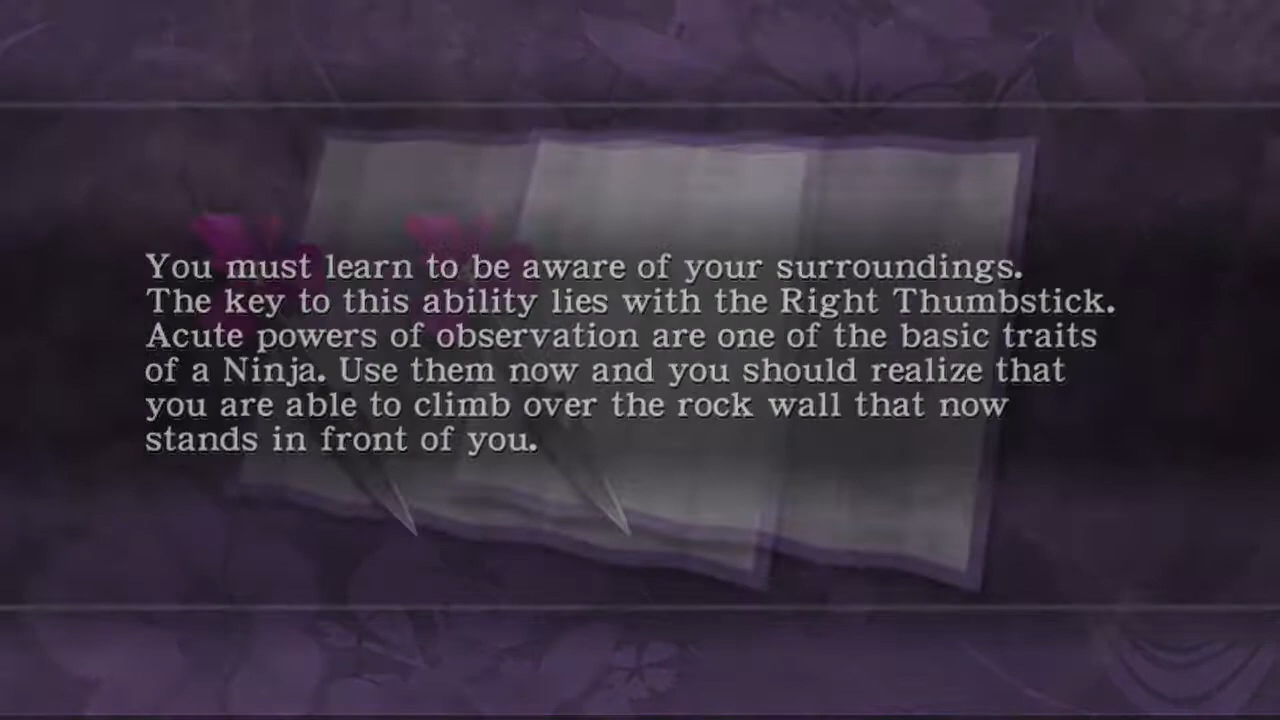 You must learn to be aware of your surroundings.
The key to this ability lies with the Right Thumbstick.
Acute powers of observation are one of the basic traits
of a Ninja. Use them now and you should realize that
you are able to climb over the rock wall that now
stands in front of you.